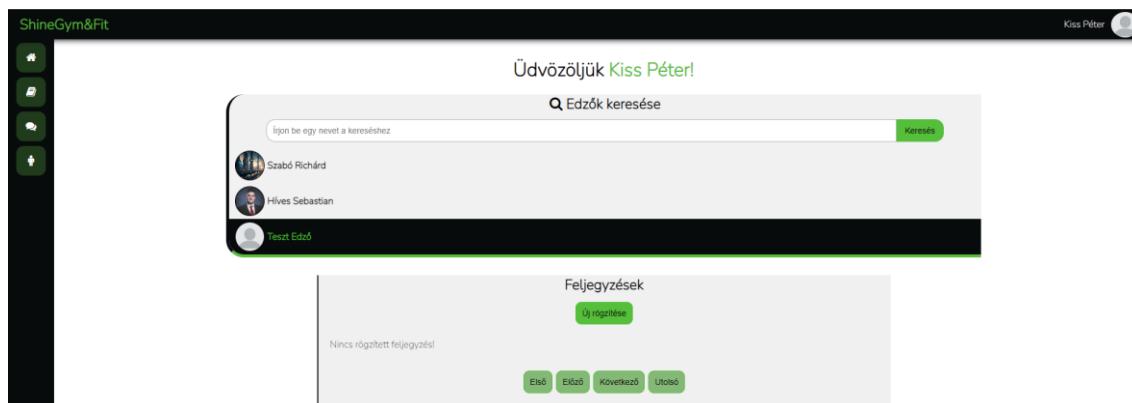 ShineGym&Fit
Kiss Péter
Üdvözöljük Kiss Péter!
Edzők keresése
Írjon be egy nevet a kereséshez
Keresés
Szabó Richárd
Híves Sebastian
Teszt Edző
Feljegyzések
Új rögzítése
Nincs rögzített feljegyzés!
Első Előző Következő Utolsó